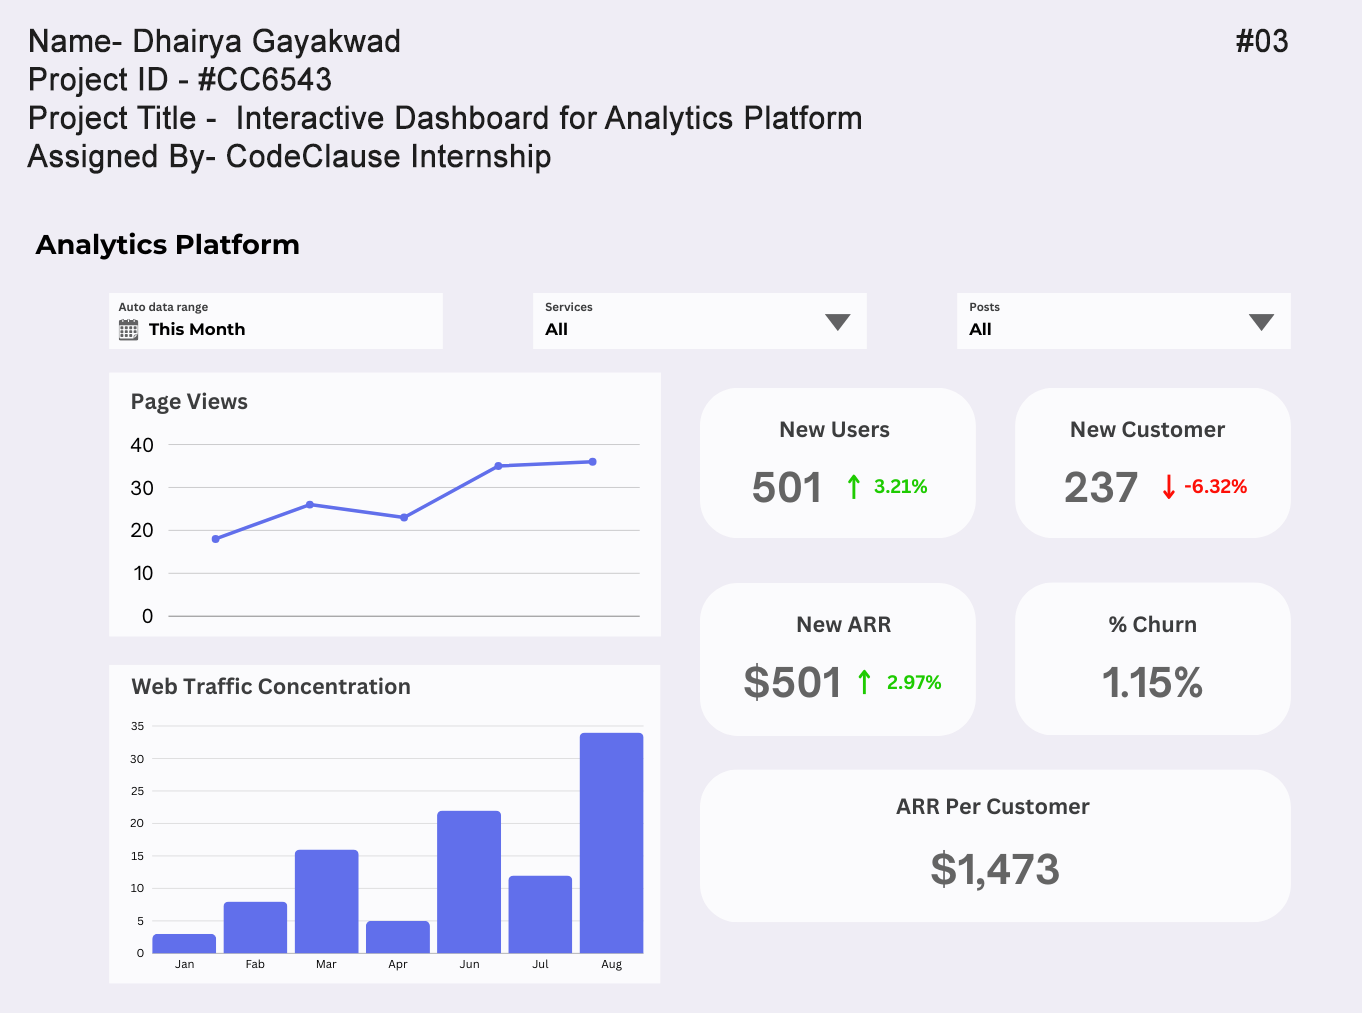 Name- Dhairya Gayakwad
#03
Project ID - #CC6543
Project Title -  Interactive Dashboard for Analytics Platform
Assigned By- CodeClause Internship
Analytics Platform
Auto data range
This Month
Services
All
Posts
All
Page Views
40
30
20
10
0
New Users
501 ↑ 3.21%
New Customer
237 ↓ -6.32%
New ARR
$501 ↑ 2.97%
% Churn
1.15%
Web Traffic Concentration
35
30
25
20
15
10
5
0
Jan Fab Mar Apr Jun Jul Aug
ARR Per Customer
$1,473